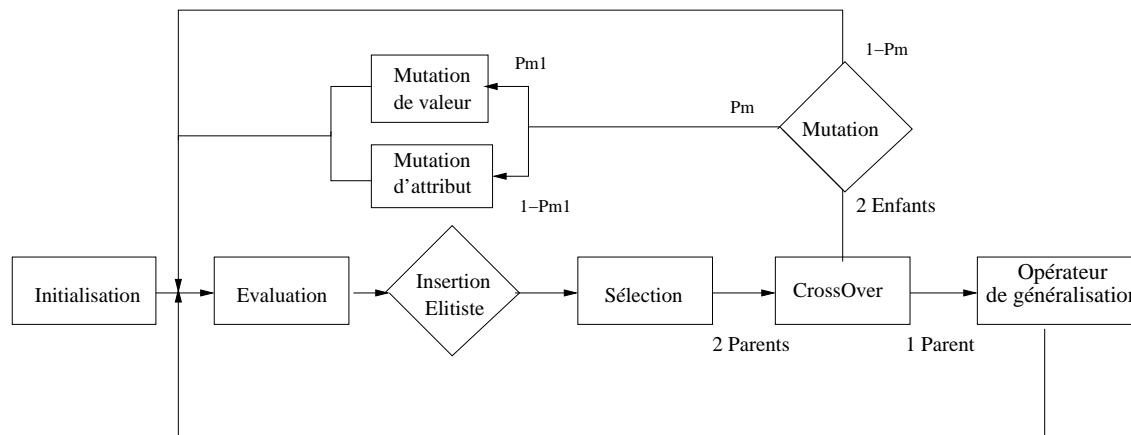 1–Pm
Pm1
Mutation
de valeur
Pm
Mutation
Mutation
d'attribut
1–Pm1
2 Enfants
Initialisation
Evaluation
Insertion
Elitiste
Sélection
CrossOver
Opérateur
de généralisation
2 Parents
1 Parent